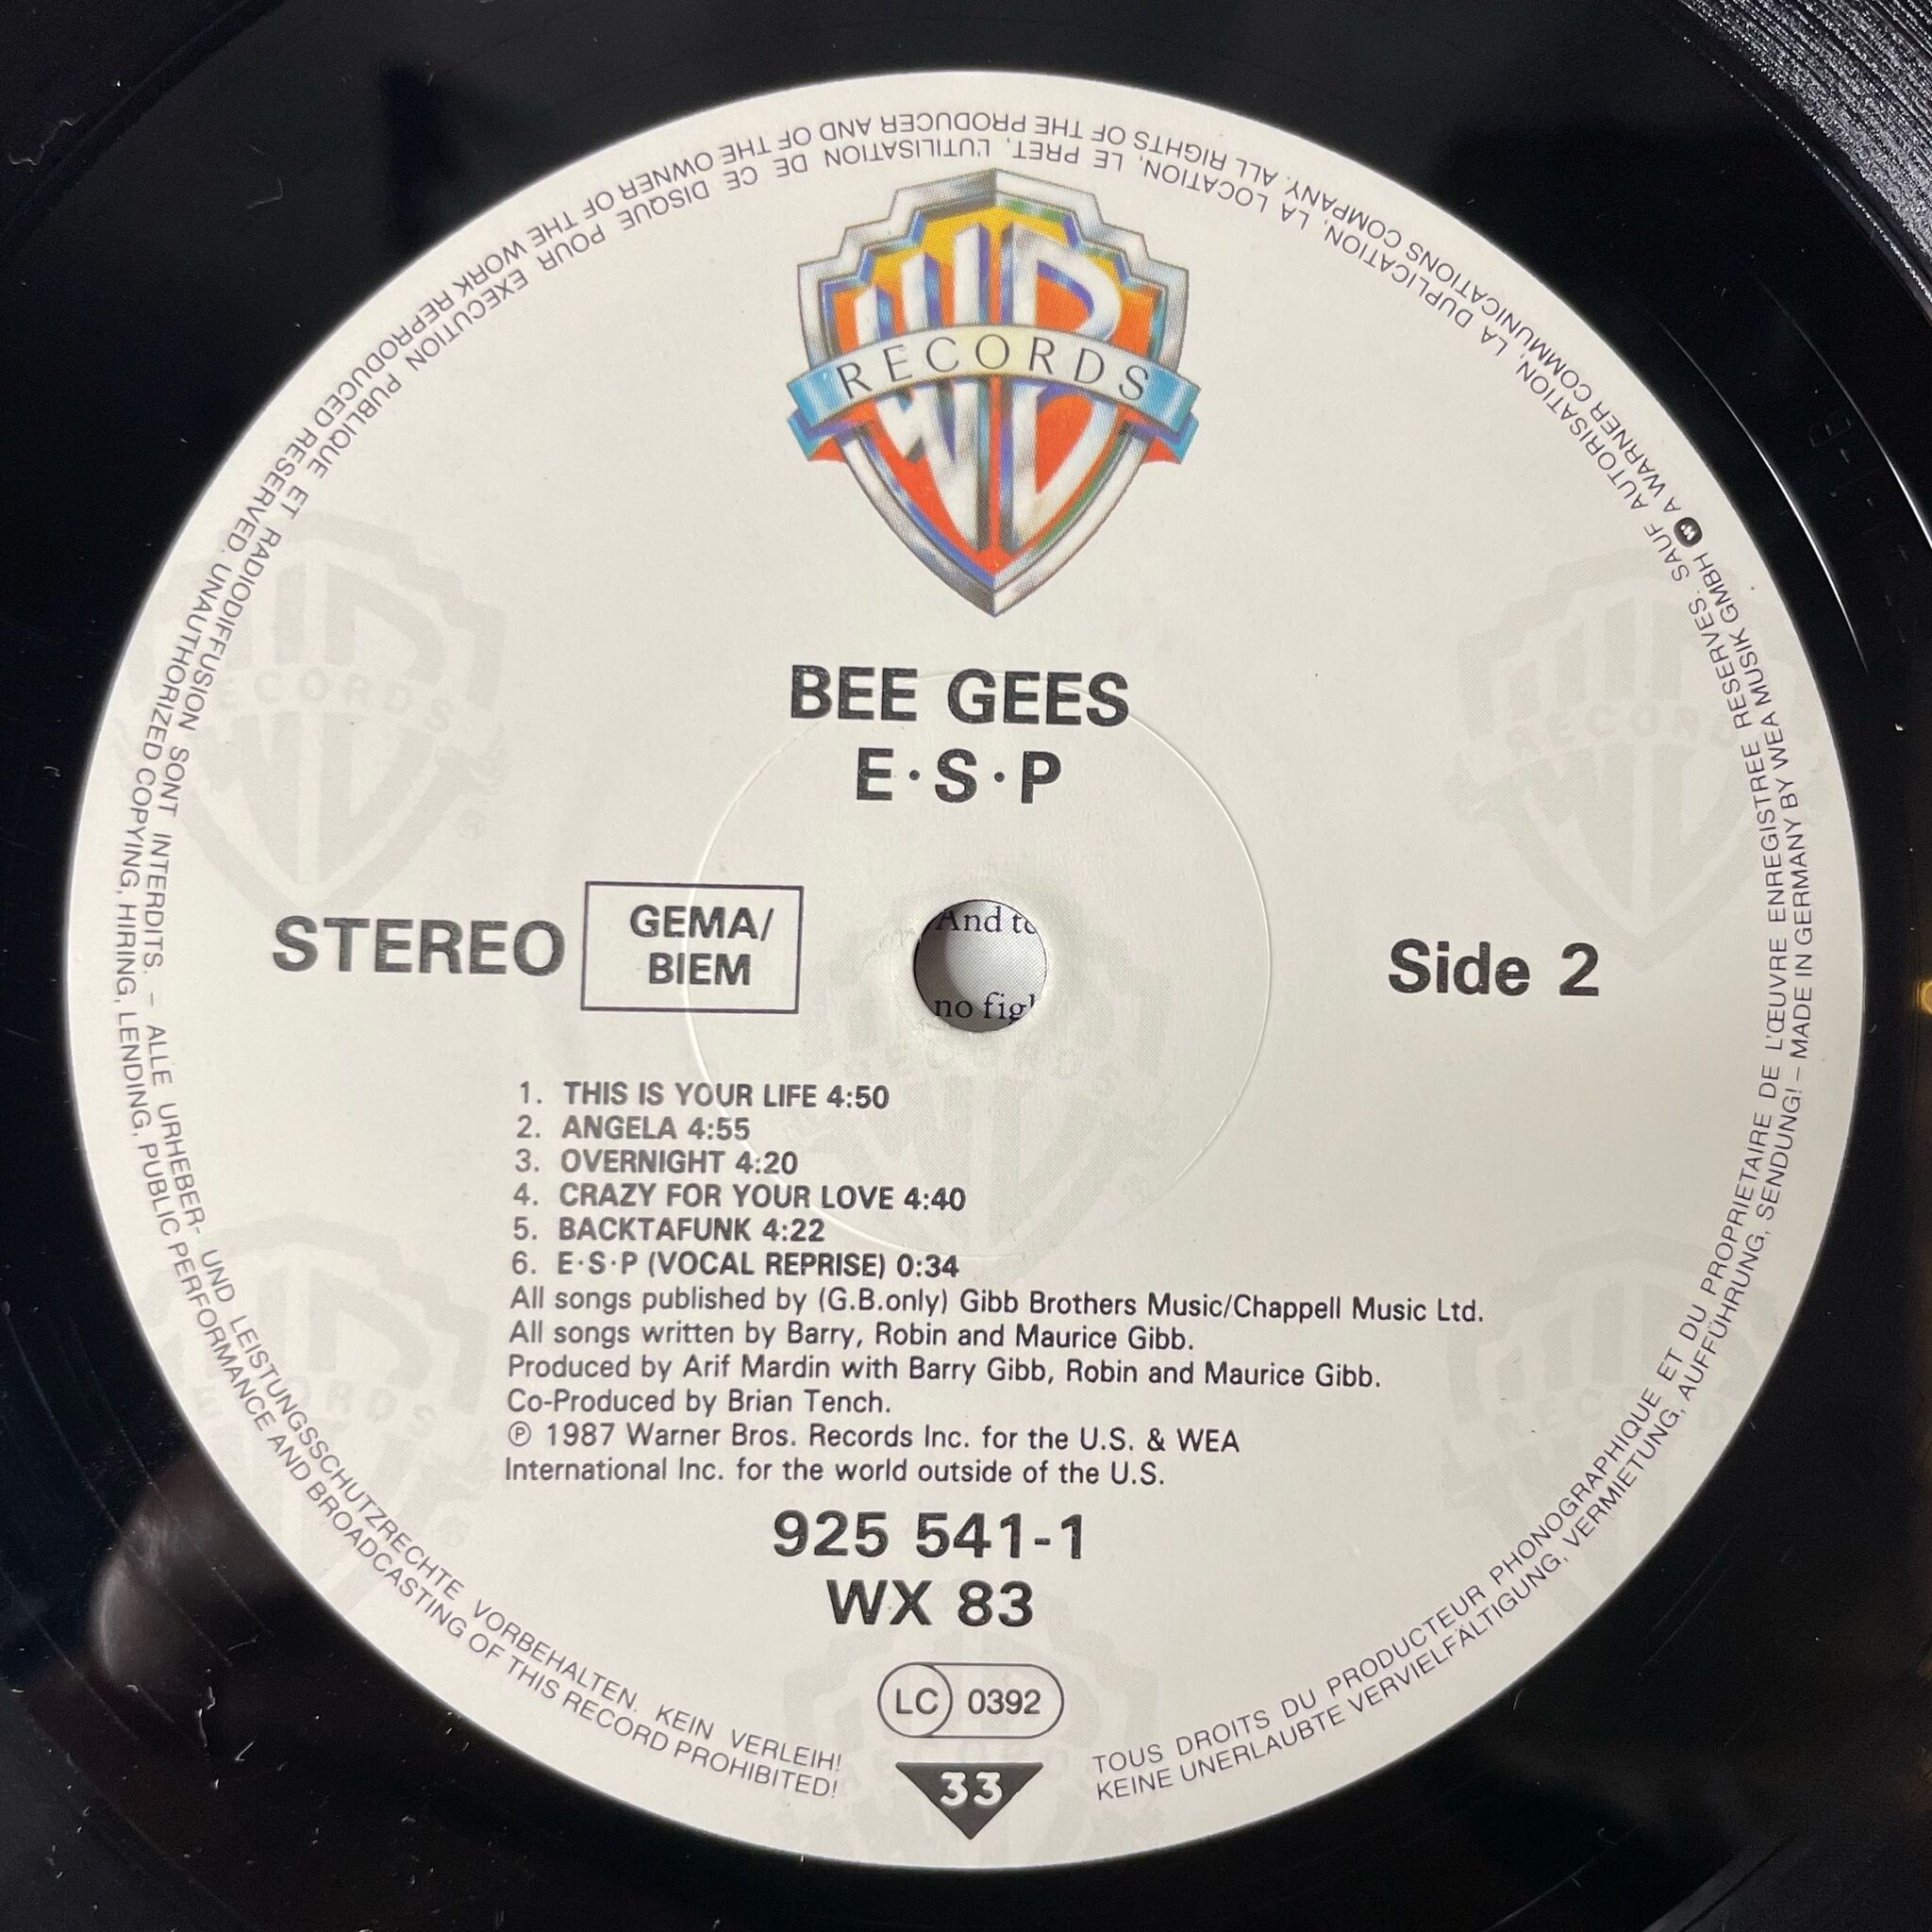 RECORDS
BEE GEES
E·S·P
STEREO
GEMA/
BIEM
And to
no figh
Side 2
1. THIS IS YOUR LIFE 4:50
2. ANGELA 4:55
3. OVERNIGHT 4:20
4. CRAZY FOR YOUR LOVE 4:40
5. BACKTAFUNK 4:22
6. E·S·P (VOCAL REPRISE) 0:34
All songs published by (G.B.only) Gibb Brothers Music/Chappell Music Ltd.
All songs written by Barry, Robin and Maurice Gibb.
Produced by Arif Mardin with Barry Gibb, Robin and Maurice Gibb.
Co-Produced by Brian Tench.
℗ 1987 Warner Bros. Records Inc. for the U.S. & WEA
International Inc. for the world outside of the U.S.
925 541-1
WX 83
LC 0392
33
TOUS DROITS DU PRODUCTEUR PHONOGRAPHIQUE ET DU PROPRIETAIRE DE L'ŒUVRE ENREGISTREE RESERVES. SAUF AUTORISATION, LA DUPLICATION, LA LOCATION, LE PRET, L'UTILISATION DE CE DISQUE POUR EXECUTION PUBLIQUE ET RADIODIFFUSION SONT INTERDITS. – ALLE URHEBER- UND LEISTUNGSSCHUTZRECHTE VORBEHALTEN. KEIN VERLEIH!
KEINE UNERLAUBTE VERVIELFÄLTIGUNG, VERMIETUNG, AUFFÜHRUNG, SENDUNG! – MADE IN GERMANY BY WEA MUSIK GMBH A WARNER COMMUNICATIONS COMPANY. ALL RIGHTS OF THE PRODUCER AND OF THE OWNER OF THE WORK REPRODUCED RESERVED. UNAUTHORIZED COPYING, HIRING, LENDING, PUBLIC PERFORMANCE AND BROADCASTING OF THIS RECORD PROHIBITED!